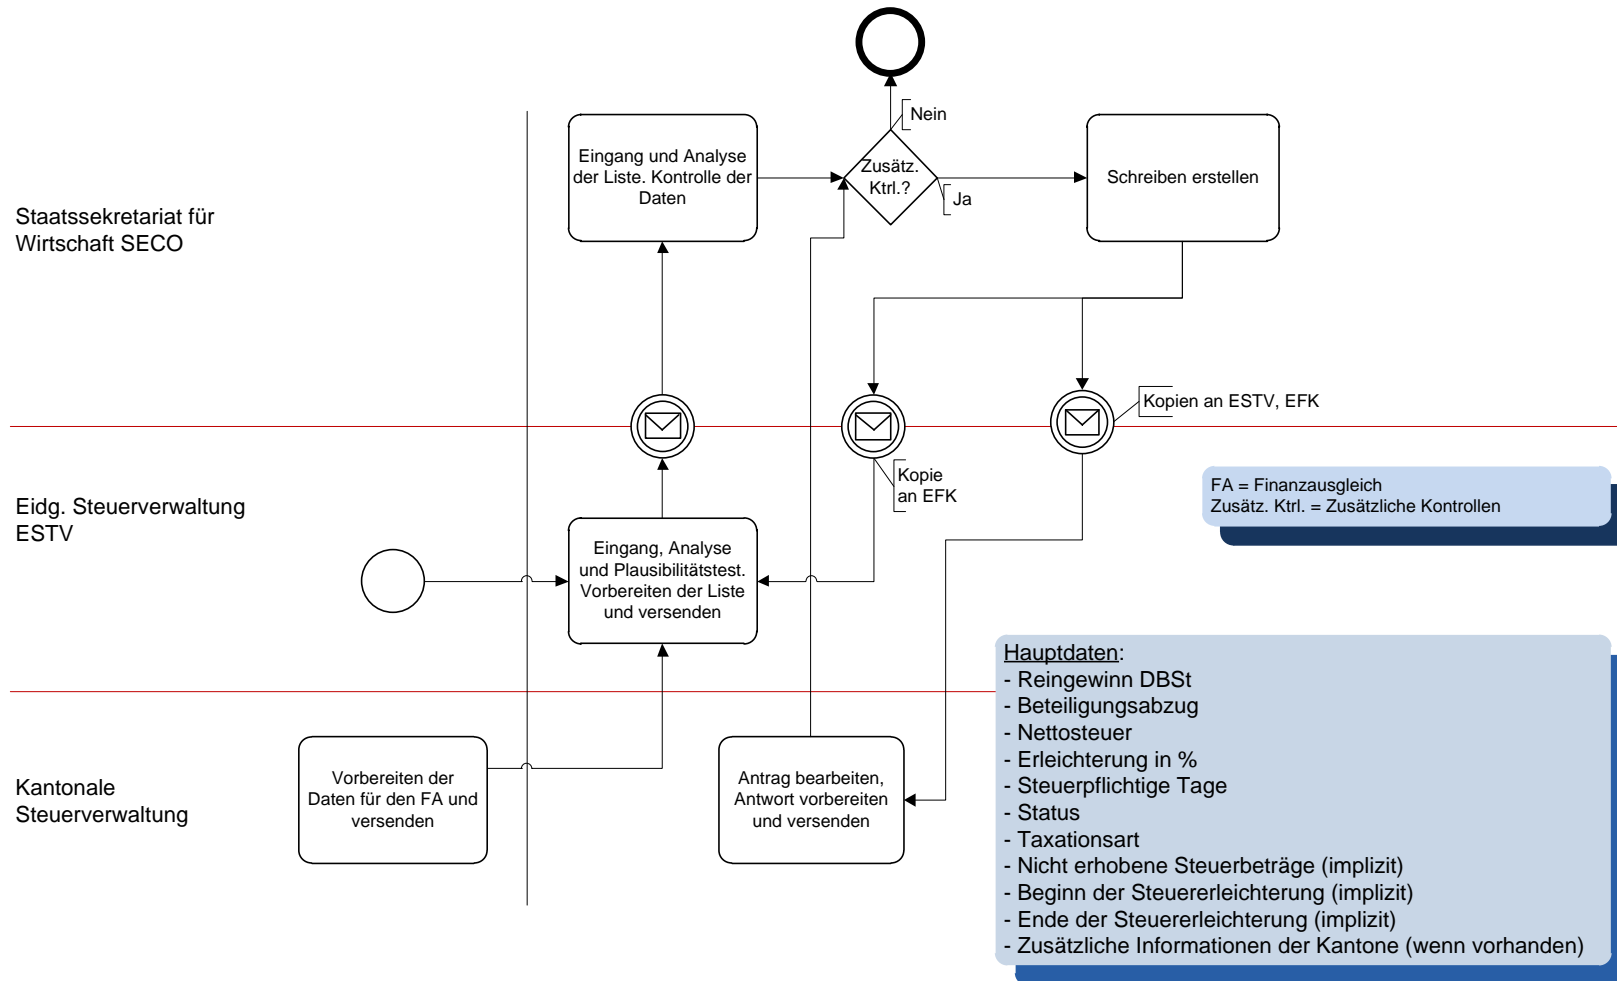 Nein
Eingang und Analyse
der Liste. Kontrolle der
Daten
Zusätz.
Ktrl.?
Ja
Schreiben erstellen
Staatssekretariat für
Wirtschaft SECO
Kopien an ESTV, EFK
Kopie
an EFK
FA = Finanzausgleich
Zusätz. Ktrl. = Zusätzliche Kontrollen
Eidg. Steuerverwaltung
ESTV
Eingang, Analyse
und Plausibilitätstest.
Vorbereiten der Liste
und versenden
Kantonale
Steuerverwaltung
Vorbereiten der
Daten für den FA und
versenden
Antrag bearbeiten,
Antwort vorbereiten
und versenden
Hauptdaten:
- Reingewinn DBSt
- Beteiligungsabzug
- Nettosteuer
- Erleichterung in %
- Steuerpflichtige Tage
- Status
- Taxationsart
- Nicht erhobene Steuerbeträge (implizit)
- Beginn der Steuererleichterung (implizit)
- Ende der Steuererleichterung (implizit)
- Zusätzliche Informationen der Kantone (wenn vorhanden)